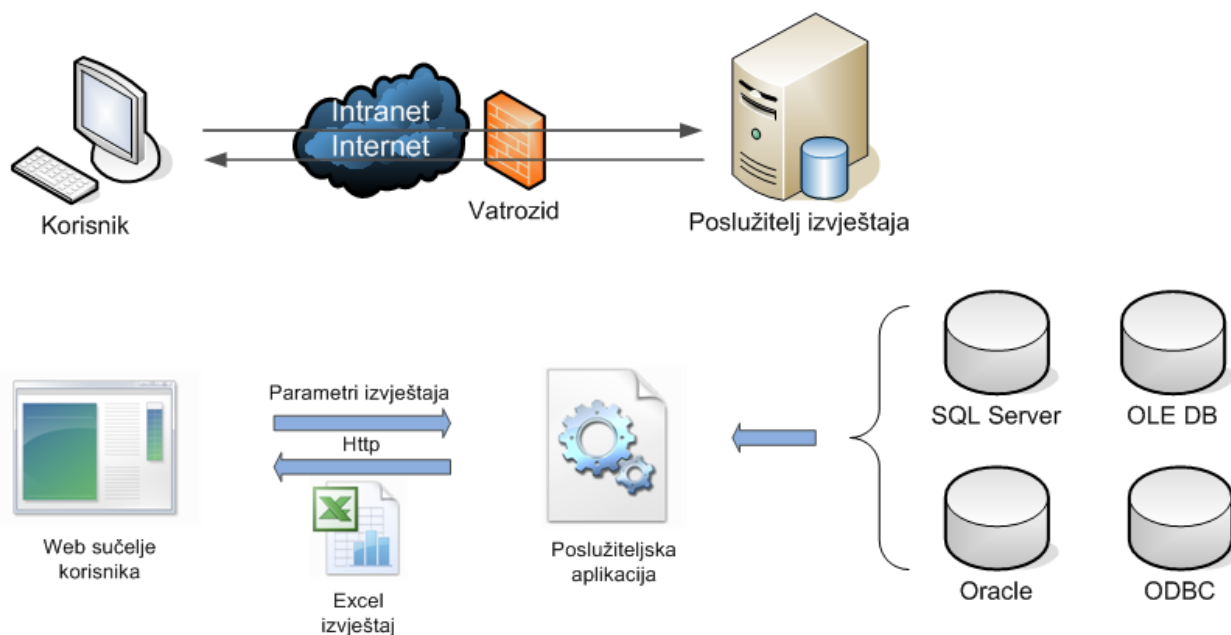 Intranet
Internet
Korisnik
Vatrozid
Poslužitelj izvještaja
Parametri izvještaja
Http
SQL Server
OLE DB
Web sučelje
korisnika
Excel
izvještaj
Poslužiteljska
aplikacija
Oracle
ODBC